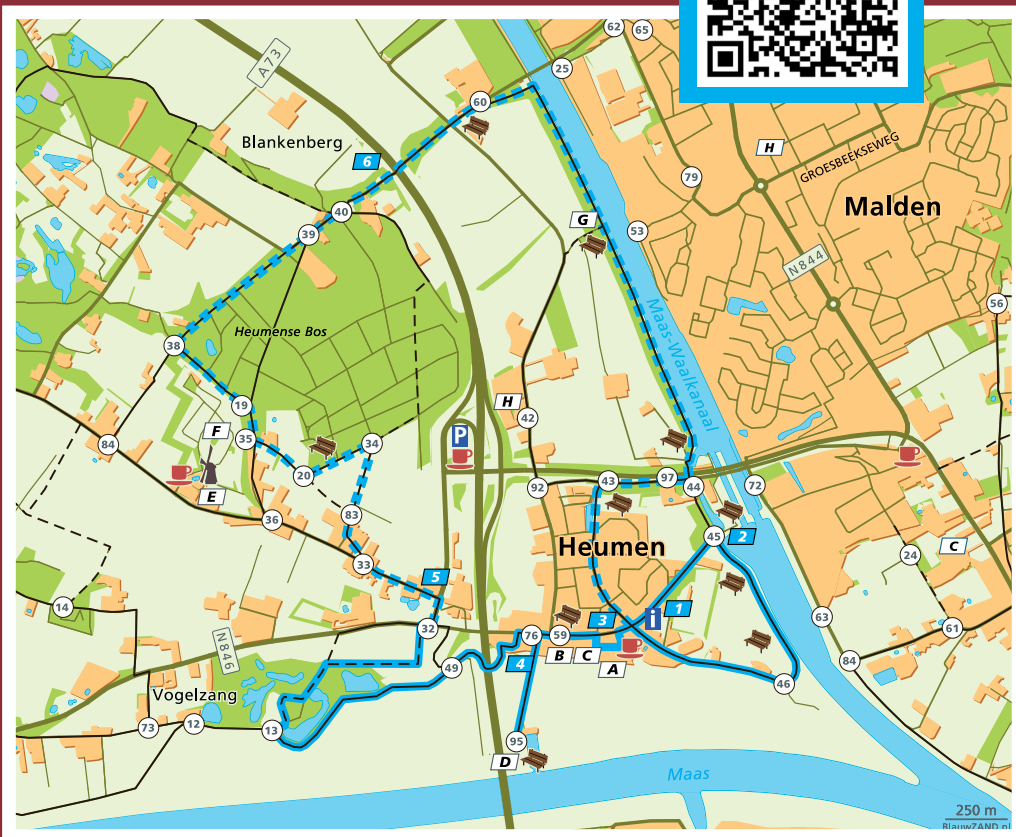 62
65
25
A73
60
Blankenberg
6
H
GROESBEEKSEWEG
79
Malden
40
G
53
39
N844
56
Maas-Waalkanaal
Heumense Bos
38
H
19
42
F
35
P
34
84
20
E
92
43
97
44
72
36
83
Heumen
45
2
24
C
33
5
14
1
3
i
63
32
76
59
61
N846
B
C
A
49
4
84
46
Vogelzang
73
12
13
95
D
Maas
250 m
BlauwZAND.nl